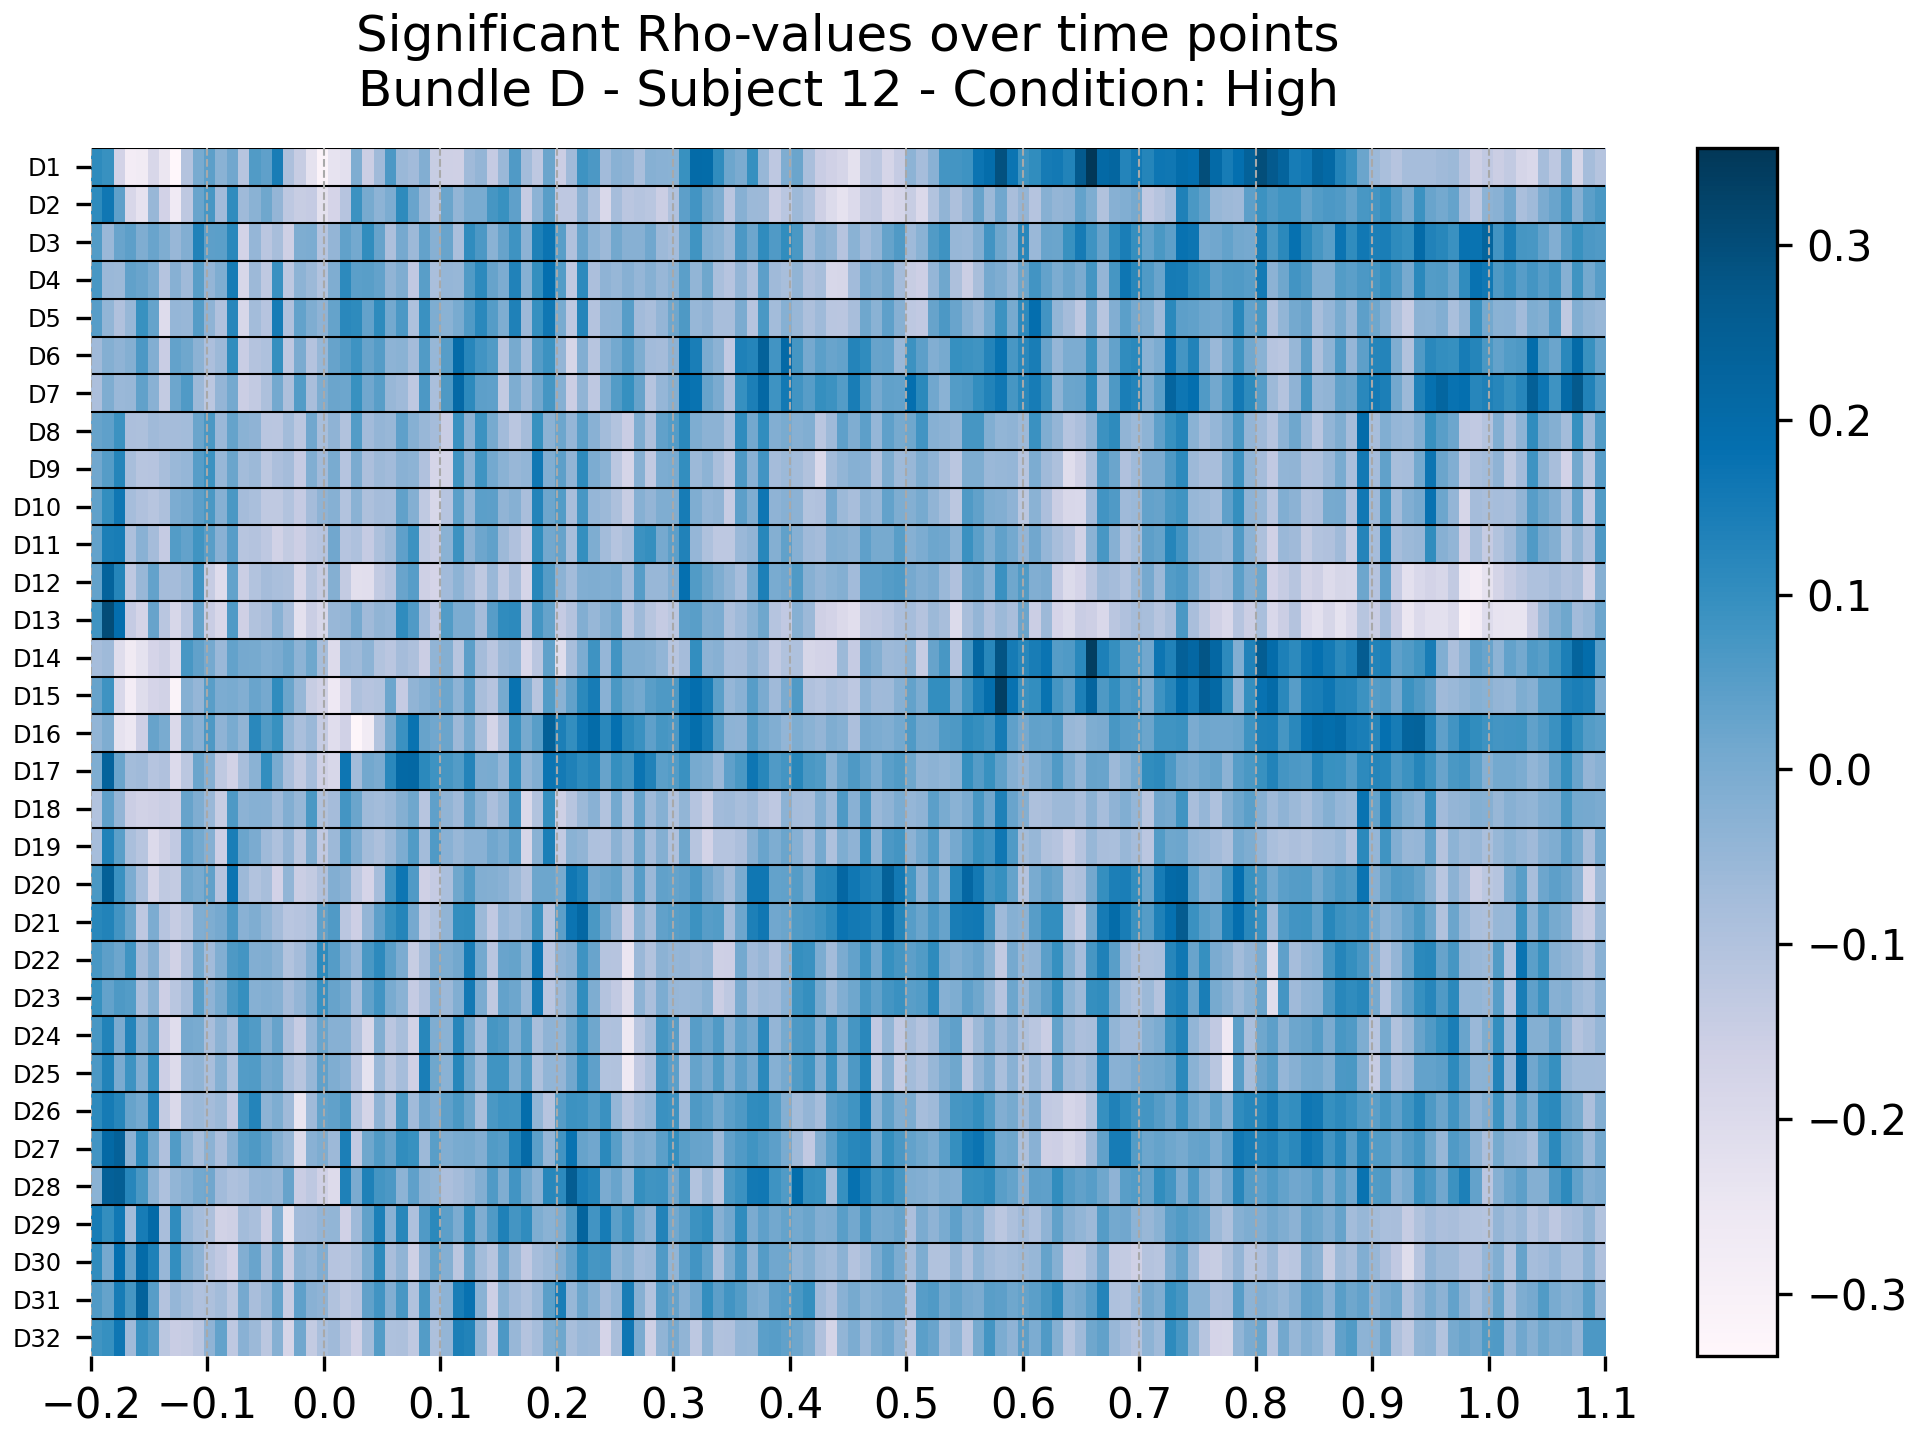 Significant Rho-values over time points
Bundle D - Subject 12 - Condition: High
D1
D2
D3
D4
D5
D6
D7
D8
D9
D10
D11
D12
D13
D14
D15
D16
D17
D18
D19
D20
D21
D22
D23
D24
D25
D26
D27
D28
D29
D30
D31
D32
−0.2 −0.1 0.0 0.1 0.2 0.3 0.4 0.5 0.6 0.7 0.8 0.9 1.0 1.1
0.3
0.2
0.1
0.0
−0.1
−0.2
−0.3